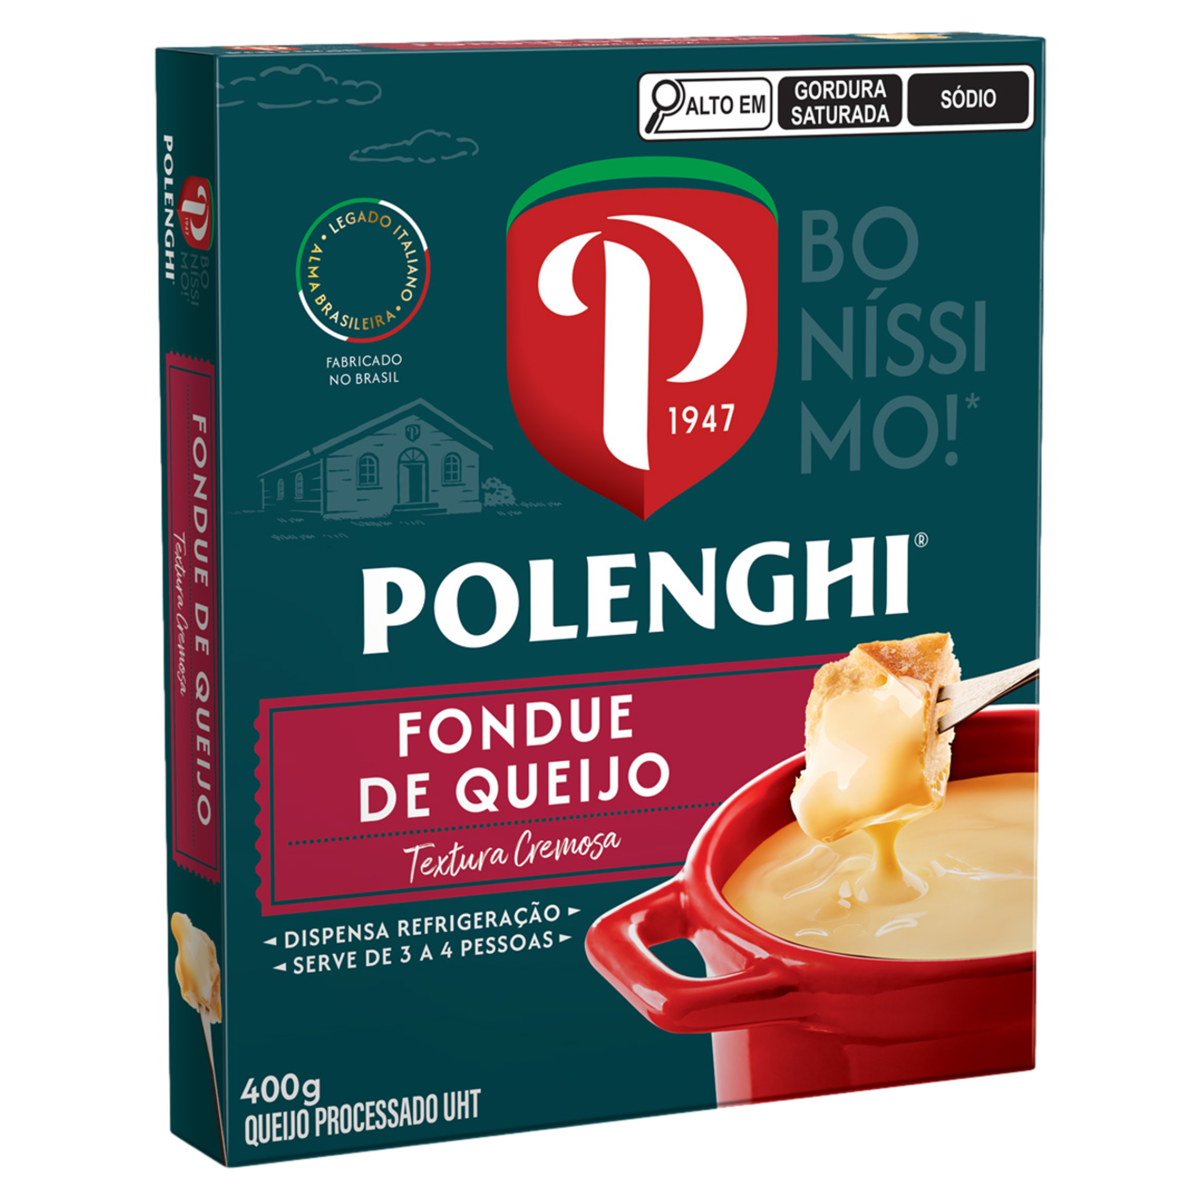 ALTO EM
GORDURA
SATURADA
SÓDIO
LEGADO ITALIANO
ALMA BRASILEIRA
FABRICADO
NO BRASIL
P
1947
BO
NÍSSI
MO!*
POLENGHI®
FONDUE
DE QUEIJO
Textura Cremosa
DISPENSA REFRIGERAÇÃO
SERVE DE 3 A 4 PESSOAS
400g
QUEIJO PROCESSADO UHT
POLENGHI
P
1947
BO
NÍSSI
MO!*
FONDUE DE QUEIJO
Textura Cremosa